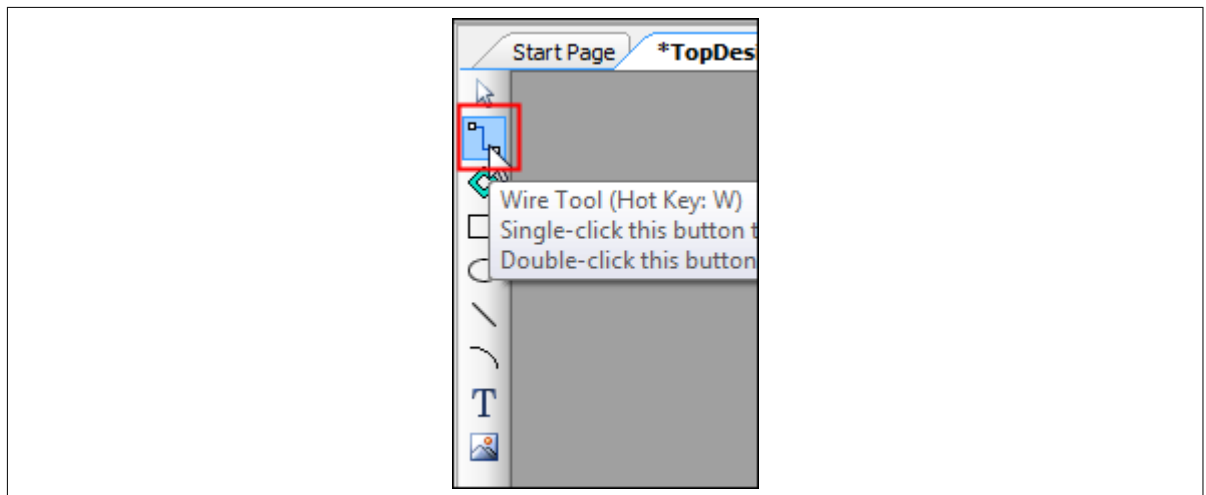 Start Page *TopDesi
Wire Tool (Hot Key: W)
Single-click this button t
Double-click this button
T